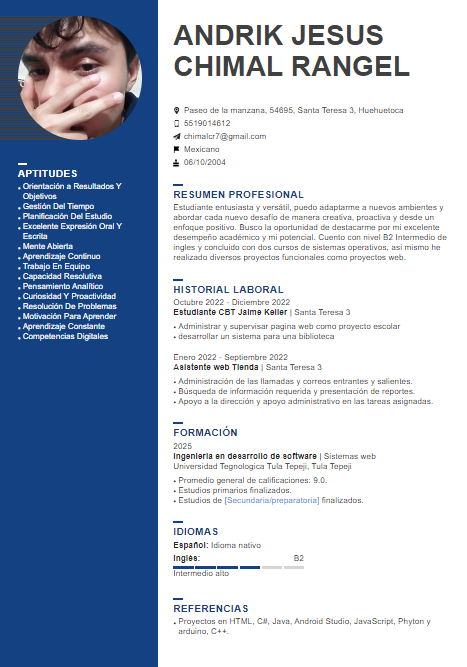 ANDRIK JESUS
CHIMAL RANGEL
Paseo de la manzana, 54695, Santa Teresa 3, Huehuetoca
5519014612
chimalcr7@gmail.com
Mexicano
06/10/2004
APTITUDES
• Orientación a Resultados Y
Objetivos
• Gestión Del Tiempo
• Planificación Del Estudio
• Excelente Expresión Oral Y
Escrita
• Mente Abierta
• Aprendizaje Continuo
• Trabajo En Equipo
• Capacidad Resolutiva
• Pensamiento Analítico
• Curiosidad Y Proactividad
• Resolución De Problemas
• Motivación Para Aprender
• Aprendizaje Constante
• Competencias Digitales
RESUMEN PROFESIONAL
Estudiante entusiasta y versátil, puedo adaptarme a nuevos ambientes y
abordar cada nuevo desafío de manera creativa, proactiva y desde un
enfoque positivo. Busco la oportunidad de destacarme por mi excelente
desempeño académico y mi potencial. Cuento con nivel B2 Intermedio de
ingles y concluido con dos cursos de sistemas operativos, asi mismo he
realizado diversos proyectos funcionales como proyectos web.
HISTORIAL LABORAL
Octubre 2022 - Diciembre 2022
Estudiante CBT Jaime Keller | Santa Teresa 3
• Administrar y supervisar pagina web como proyecto escolar
• desarrollar un sistema para una biblioteca
Enero 2022 - Septiembre 2022
Asistente web Tienda | Santa Teresa 3
• Administración de las llamadas y correos entrantes y salientes.
• Búsqueda de información requerida y presentación de reportes.
• Apoyo a la dirección y apoyo administrativo en las tareas asignadas.
FORMACIÓN
2025
Ingenieria en desarrollo de software | Sistemas web
Universidad Tegnologica Tula Tepeji, Tula Tepeji
• Promedio general de calificaciones: 9.0.
• Estudios primarios finalizados.
• Estudios de [Secundaria/preparatoria] finalizados.
IDIOMAS
Español: Idioma nativo
Inglés: B2
Intermedio alto
REFERENCIAS
• Proyectos en HTML, C#, Java, Android Studio, JavaScript, Phyton y
arduino, C++.